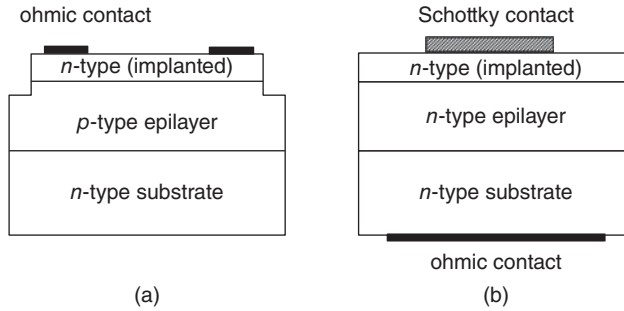 ohmic contact
n-type (implanted)
p-type epilayer
n-type substrate
(a)
Schottky contact
n-type (implanted)
n-type epilayer
n-type substrate
ohmic contact
(b)